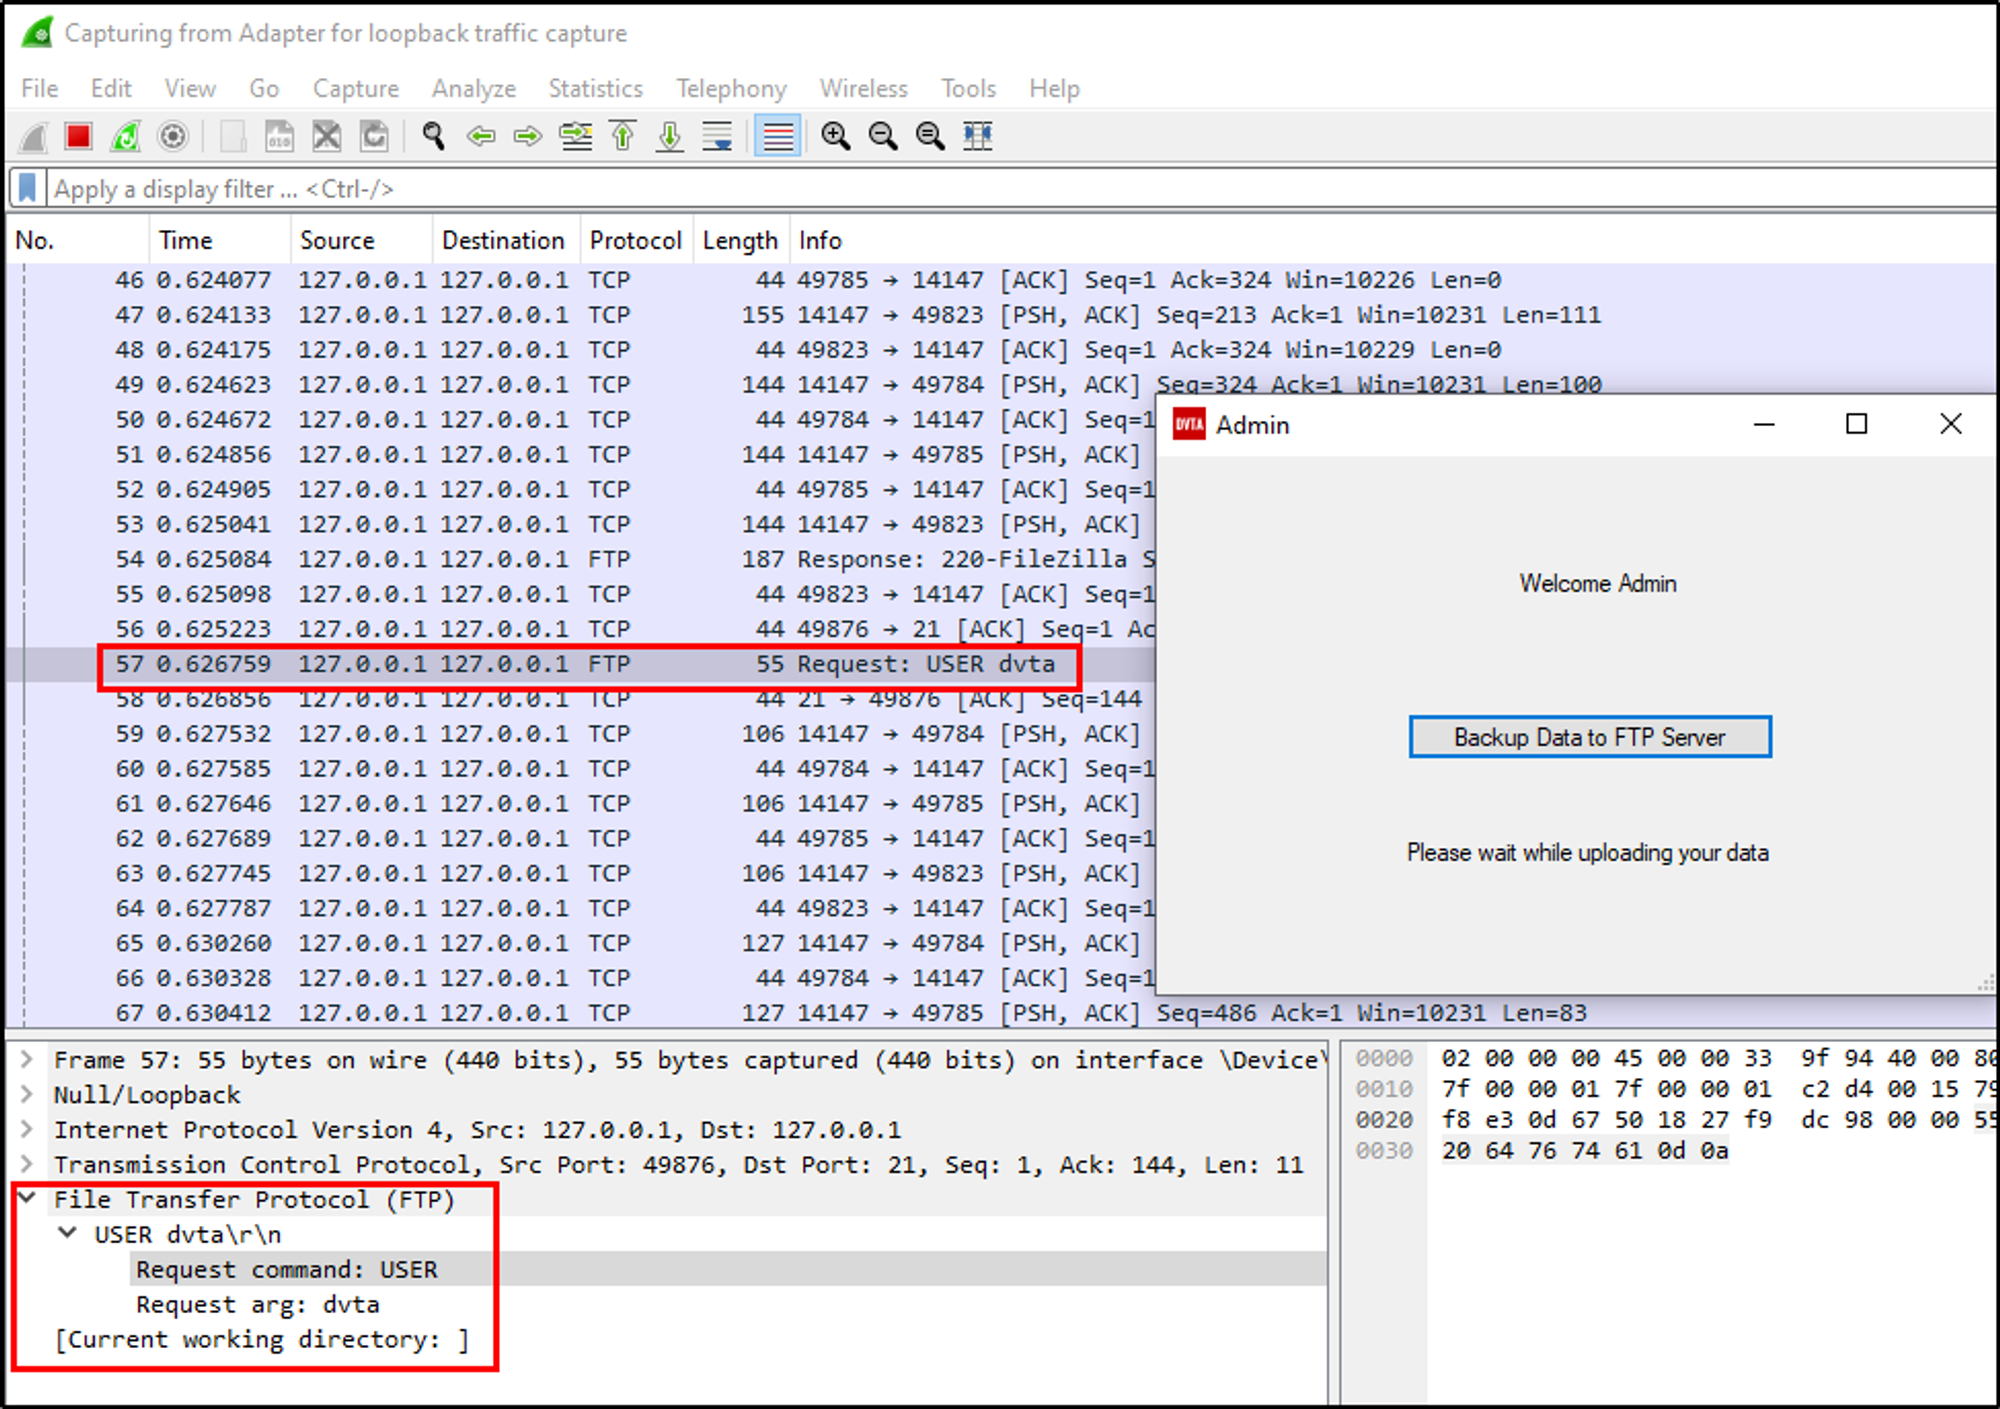 Capturing from Adapter for loopback traffic capture
File Edit View Go Capture Analyze Statistics Telephony Wireless Tools Help
Apply a display filter ... <Ctrl-/>
No. Time Source Destination Protocol Length Info
46 0.624077 127.0.0.1 127.0.0.1 TCP 44 49785 → 14147 [ACK] Seq=1 Ack=324 Win=10226 Len=0
47 0.624133 127.0.0.1 127.0.0.1 TCP 155 14147 → 49823 [PSH, ACK] Seq=213 Ack=1 Win=10231 Len=111
48 0.624175 127.0.0.1 127.0.0.1 TCP 44 49823 → 14147 [ACK] Seq=1 Ack=324 Win=10229 Len=0
49 0.624623 127.0.0.1 127.0.0.1 TCP 144 14147 → 49784 [PSH, ACK] Seq=324 Ack=1 Win=10231 Len=100
50 0.624672 127.0.0.1 127.0.0.1 TCP 44 49784 → 14147 [ACK] Seq=1
51 0.624856 127.0.0.1 127.0.0.1 TCP 144 14147 → 49785 [PSH, ACK]
52 0.624905 127.0.0.1 127.0.0.1 TCP 44 49785 → 14147 [ACK] Seq=1
53 0.625041 127.0.0.1 127.0.0.1 TCP 144 14147 → 49823 [PSH, ACK]
54 0.625084 127.0.0.1 127.0.0.1 FTP 187 Response: 220-FileZilla S
55 0.625098 127.0.0.1 127.0.0.1 TCP 44 49823 → 14147 [ACK] Seq=1
56 0.625223 127.0.0.1 127.0.0.1 TCP 44 49876 → 21 [ACK] Seq=1 Ac
57 0.626759 127.0.0.1 127.0.0.1 FTP 55 Request: USER dvta
58 0.626856 127.0.0.1 127.0.0.1 TCP 44 21 → 49876 [ACK] Seq=144
59 0.627532 127.0.0.1 127.0.0.1 TCP 106 14147 → 49784 [PSH, ACK]
60 0.627585 127.0.0.1 127.0.0.1 TCP 44 49784 → 14147 [ACK] Seq=1
61 0.627646 127.0.0.1 127.0.0.1 TCP 106 14147 → 49785 [PSH, ACK]
62 0.627689 127.0.0.1 127.0.0.1 TCP 44 49785 → 14147 [ACK] Seq=1
63 0.627745 127.0.0.1 127.0.0.1 TCP 106 14147 → 49823 [PSH, ACK]
64 0.627787 127.0.0.1 127.0.0.1 TCP 44 49823 → 14147 [ACK] Seq=1
65 0.630260 127.0.0.1 127.0.0.1 TCP 127 14147 → 49784 [PSH, ACK]
66 0.630328 127.0.0.1 127.0.0.1 TCP 44 49784 → 14147 [ACK] Seq=1
67 0.630412 127.0.0.1 127.0.0.1 TCP 127 14147 → 49785 [PSH, ACK] Seq=486 Ack=1 Win=10231 Len=83
DVTA Admin
Welcome Admin
Backup Data to FTP Server
Please wait while uploading your data
Frame 57: 55 bytes on wire (440 bits), 55 bytes captured (440 bits) on interface \Device\
Null/Loopback
Internet Protocol Version 4, Src: 127.0.0.1, Dst: 127.0.0.1
Transmission Control Protocol, Src Port: 49876, Dst Port: 21, Seq: 1, Ack: 144, Len: 11
File Transfer Protocol (FTP)
USER dvta\r\n
Request command: USER
Request arg: dvta
[Current working directory: ]
0000 02 00 00 00 45 00 00 33 9f 94 40 00 80
0010 7f 00 00 01 7f 00 00 01 c2 d4 00 15 79
0020 f8 e3 0d 67 50 18 27 f9 dc 98 00 00 55
0030 20 64 76 74 61 0d 0a